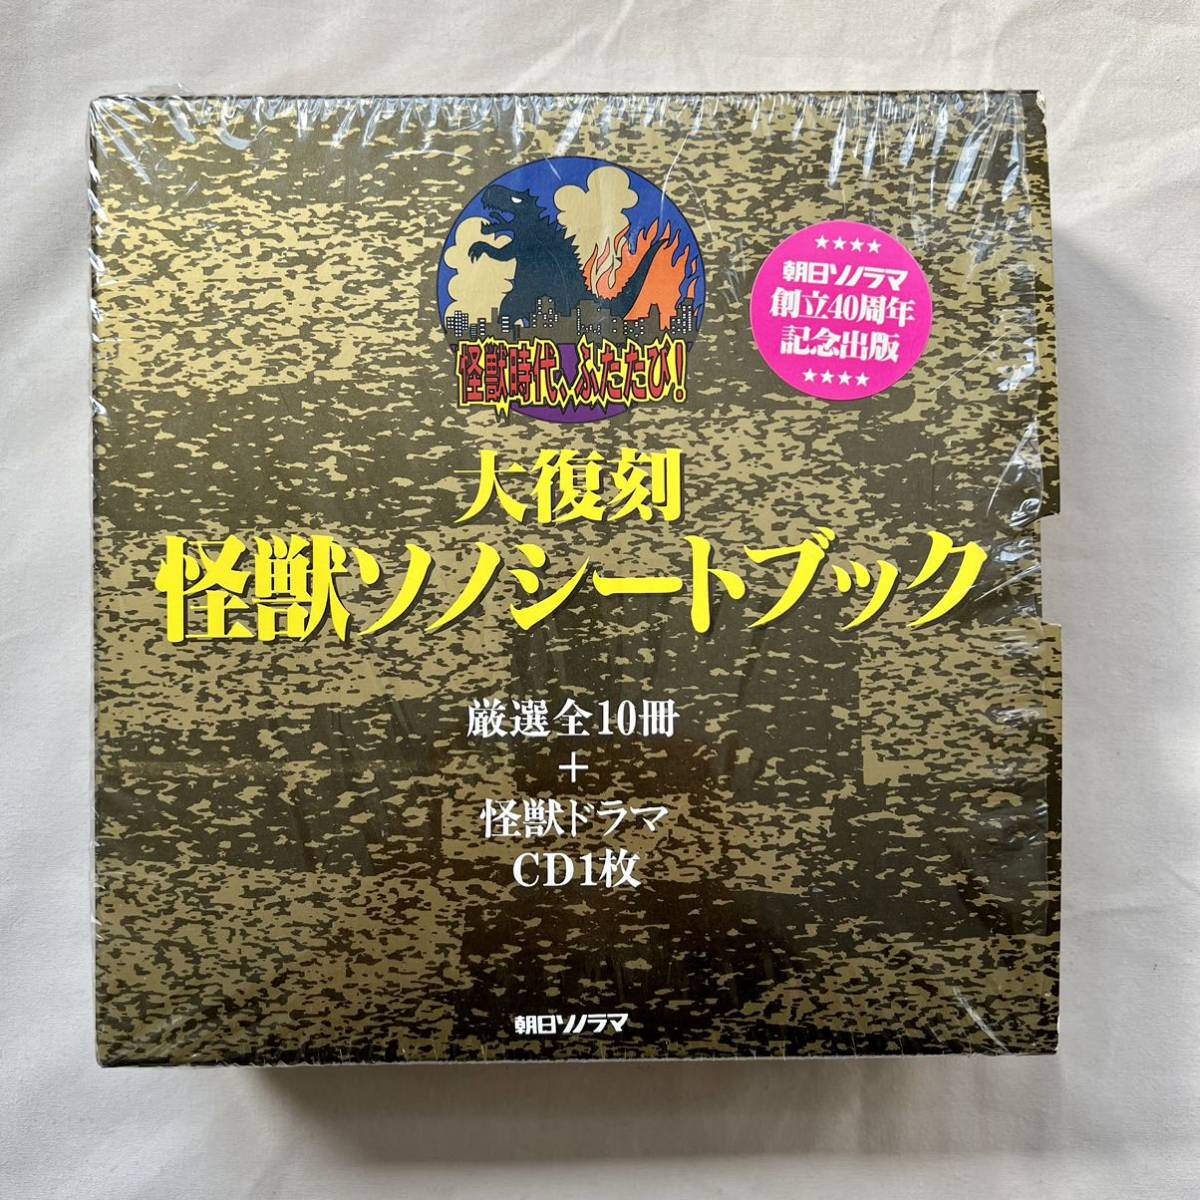 怪獣時代、ふたたび!
★★★★
朝日ソノラマ
創立40周年
記念出版
★★★★
大復刻
怪獣ソノシートブック
厳選全10冊
+
怪獣ドラマ
CD1枚
朝日ソノラマ